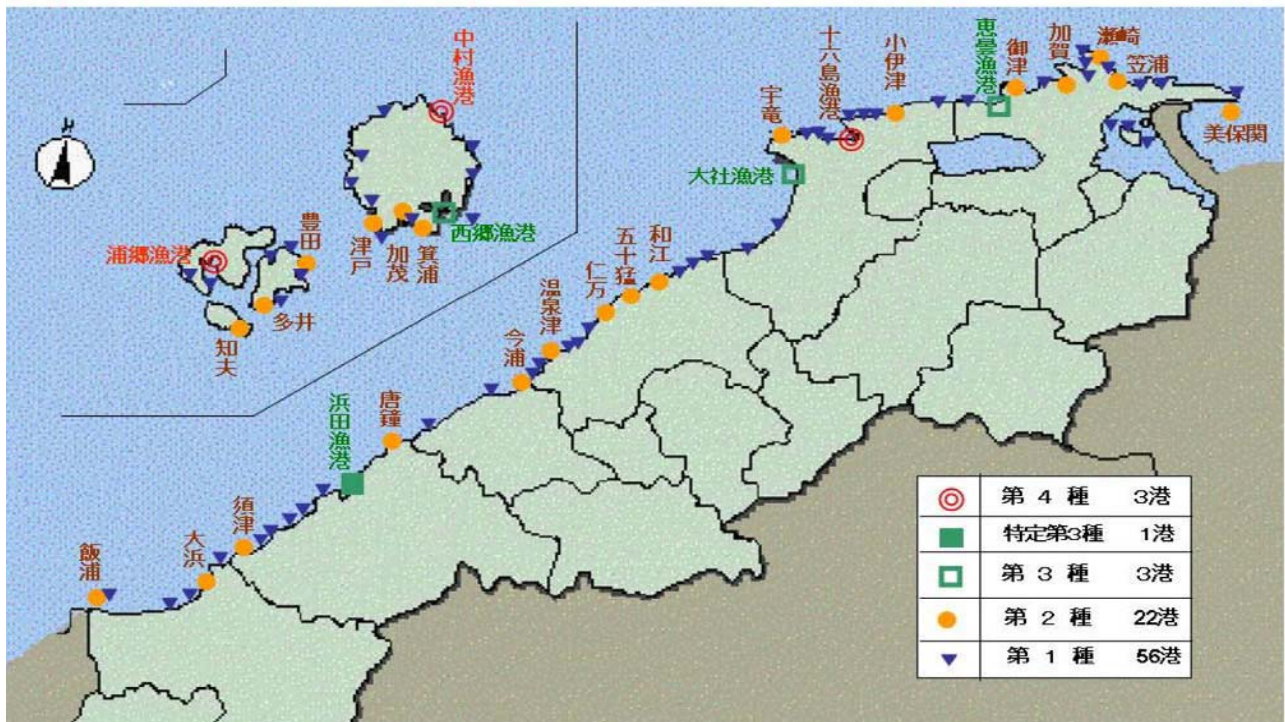 中村漁港
浦郷漁港
豊田
多井
知夫
津戸
加茂
箕浦
西郷漁港
宇竜
十六島漁港
小伊津
恵曇漁港
御津
加賀
瀬崎
笠浦
美保関
大社漁港
和江
五十猛
仁万
温泉津
今浦
唐鐘
浜田漁港
須津
大浜
飯浦
第4種 3港
特定第3種 1港
第3種 3港
第2種 22港
第1種 56港